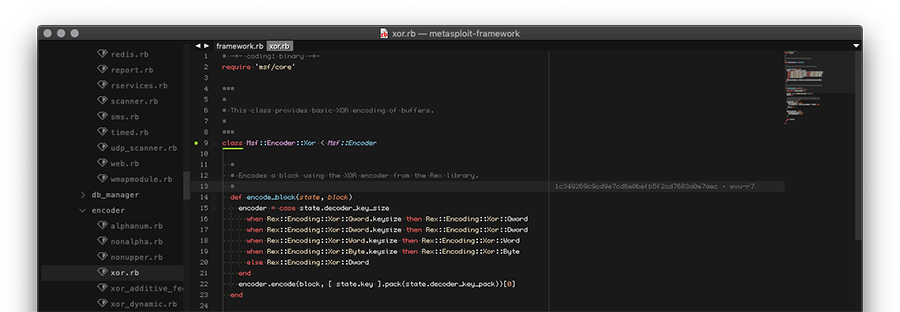 xor.rb — metasploit-framework
redis.rb
report.rb
rservices.rb
scanner.rb
sms.rb
timed.rb
udp_scanner.rb
web.rb
wmapmodule.rb
db_manager
encoder
alphanum.rb
nonalpha.rb
nonupper.rb
xor.rb
xor_additive_fee
xor_dynamic.rb
framework.rb xor.rb
1 # -*- coding: binary -*-
2 require 'msf/core'
3
4 ###
5 #
6 # This class provides basic XOR encoding of buffers.
7 #
8 ###
9 class Msf::Encoder::Xor < Msf::Encoder
10
11 #
12 # Encodes a block using the XOR encoder from the Rex library.
13 # 1c349269c9cd9e7cd6e0befb5f2cd7683a0e7aec • wvu-r7
14 def encode_block(state, block)
15 encoder = case state.decoder_key_size
16 when Rex::Encoding::Xor::Qword.keysize then Rex::Encoding::Xor::Qword
17 when Rex::Encoding::Xor::Dword.keysize then Rex::Encoding::Xor::Dword
18 when Rex::Encoding::Xor::Word.keysize then Rex::Encoding::Xor::Word
19 when Rex::Encoding::Xor::Byte.keysize then Rex::Encoding::Xor::Byte
20 else Rex::Encoding::Xor::Dword
21 end
22 encoder.encode(block, [ state.key ].pack(state.decoder_key_pack))[0]
23 end
24